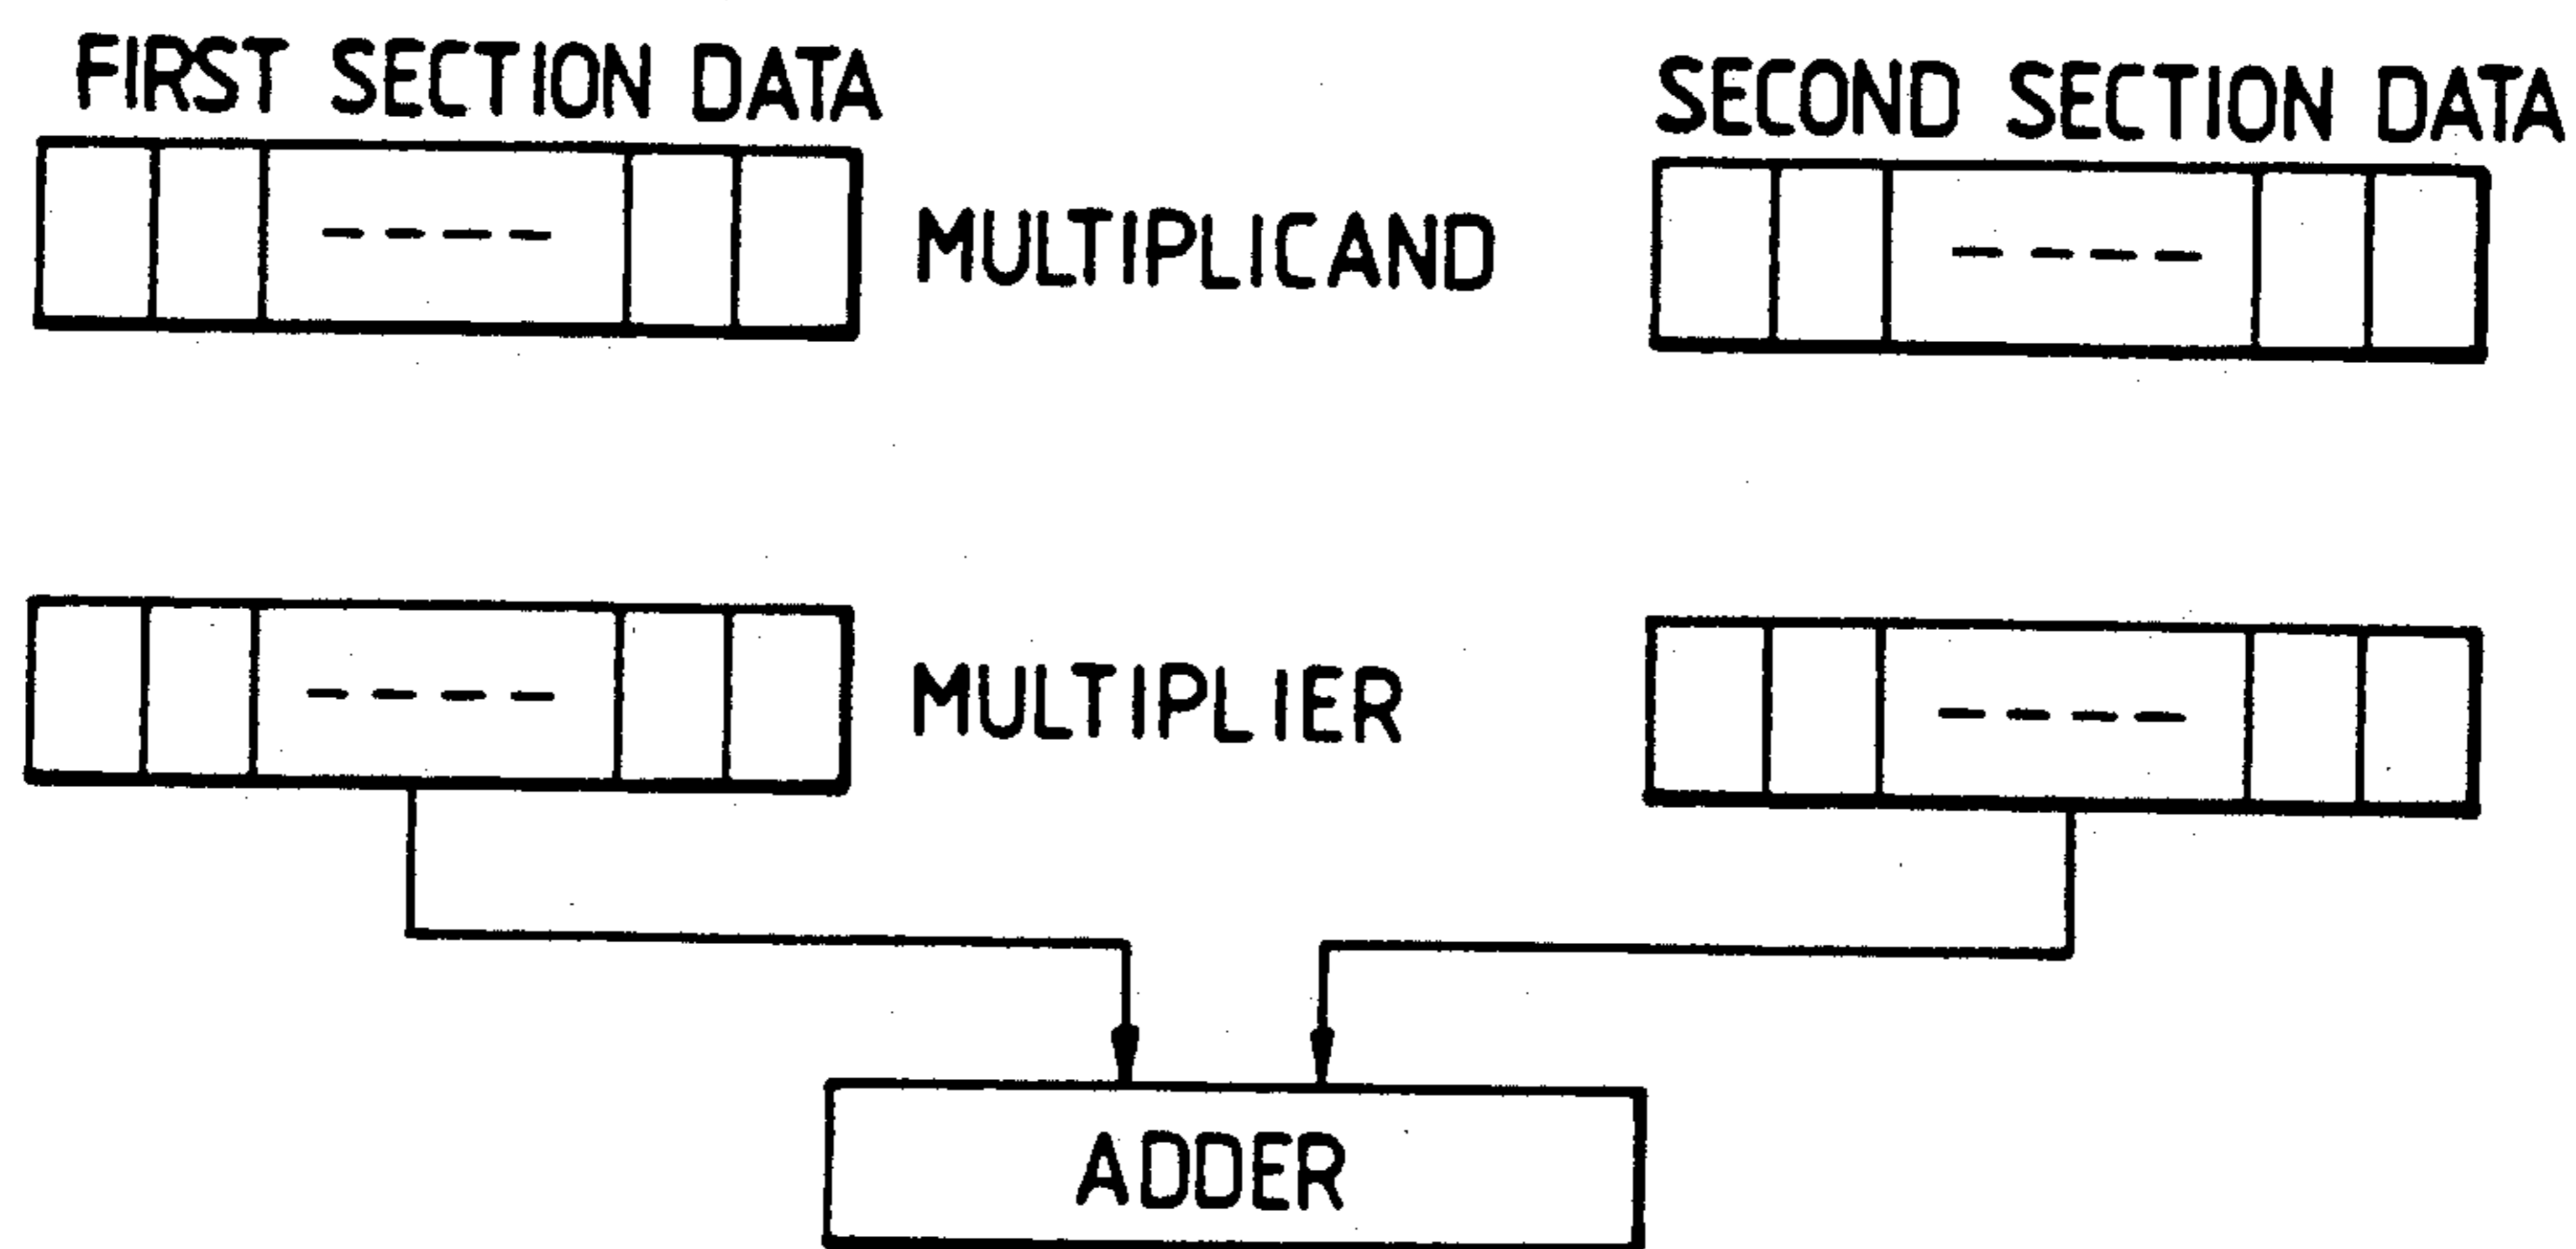 FIRST SECTION DATA
SECOND SECTION DATA
MULTIPLICAND
MULTIPLIER
ADDER